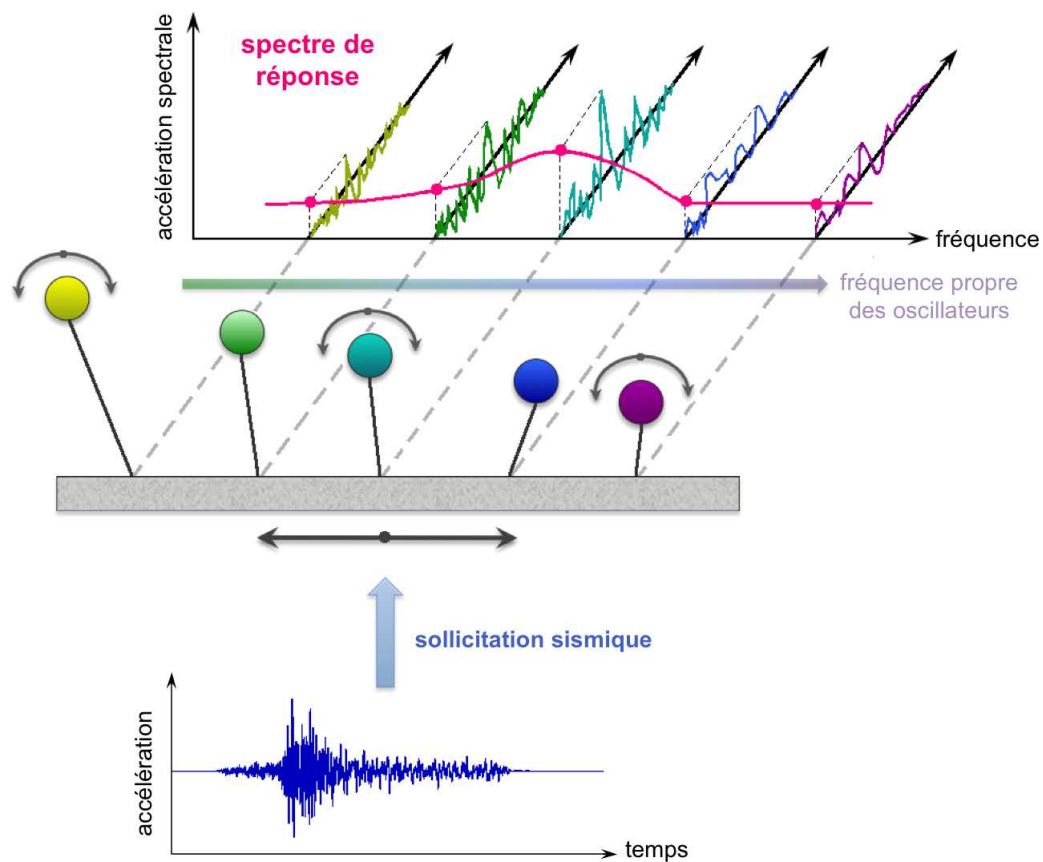 spectre de
réponse
accélération spectrale
fréquence
fréquence propre
des oscillateurs
sollicitation sismique
accélération
temps